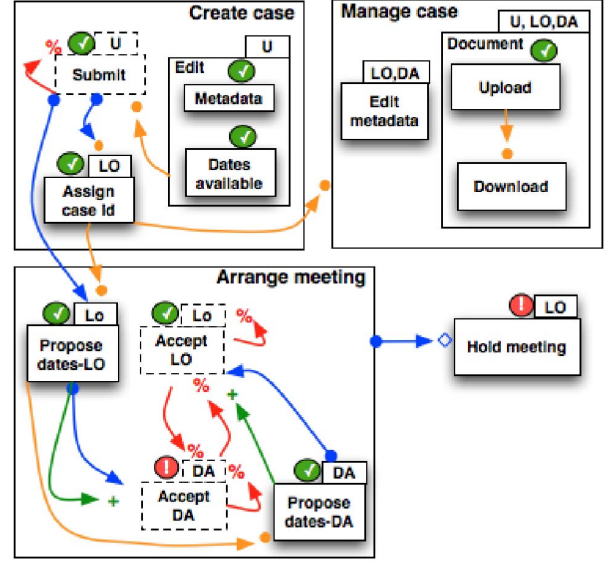 Create case
% U
Submit
U
Edit
Metadata
Dates
available
LO
Assign
case Id
Manage case
U, LO,DA
Document
Upload
Download
LO,DA
Edit
metadata
Arrange meeting
Lo
Propose
dates-LO
Lo
%
Accept
LO
%
+
%
! DA %
Accept
DA
+
DA
Propose
dates-DA
! LO
Hold meeting